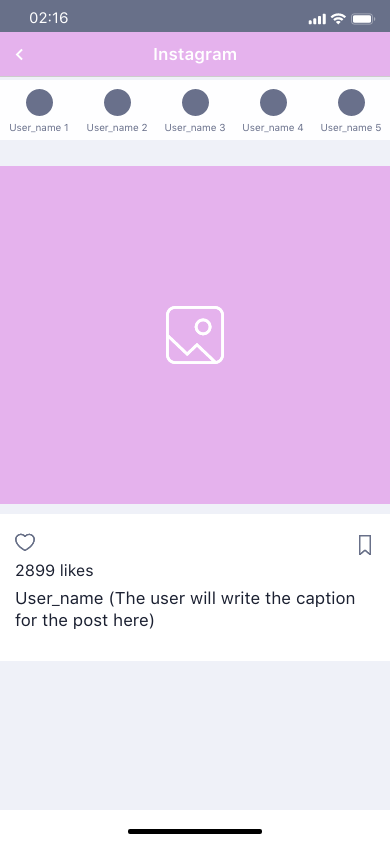 02:16
Instagram
User_name 1 User_name 2 User_name 3 User_name 4 User_name 5
2899 likes
User_name (The user will write the caption
for the post here)